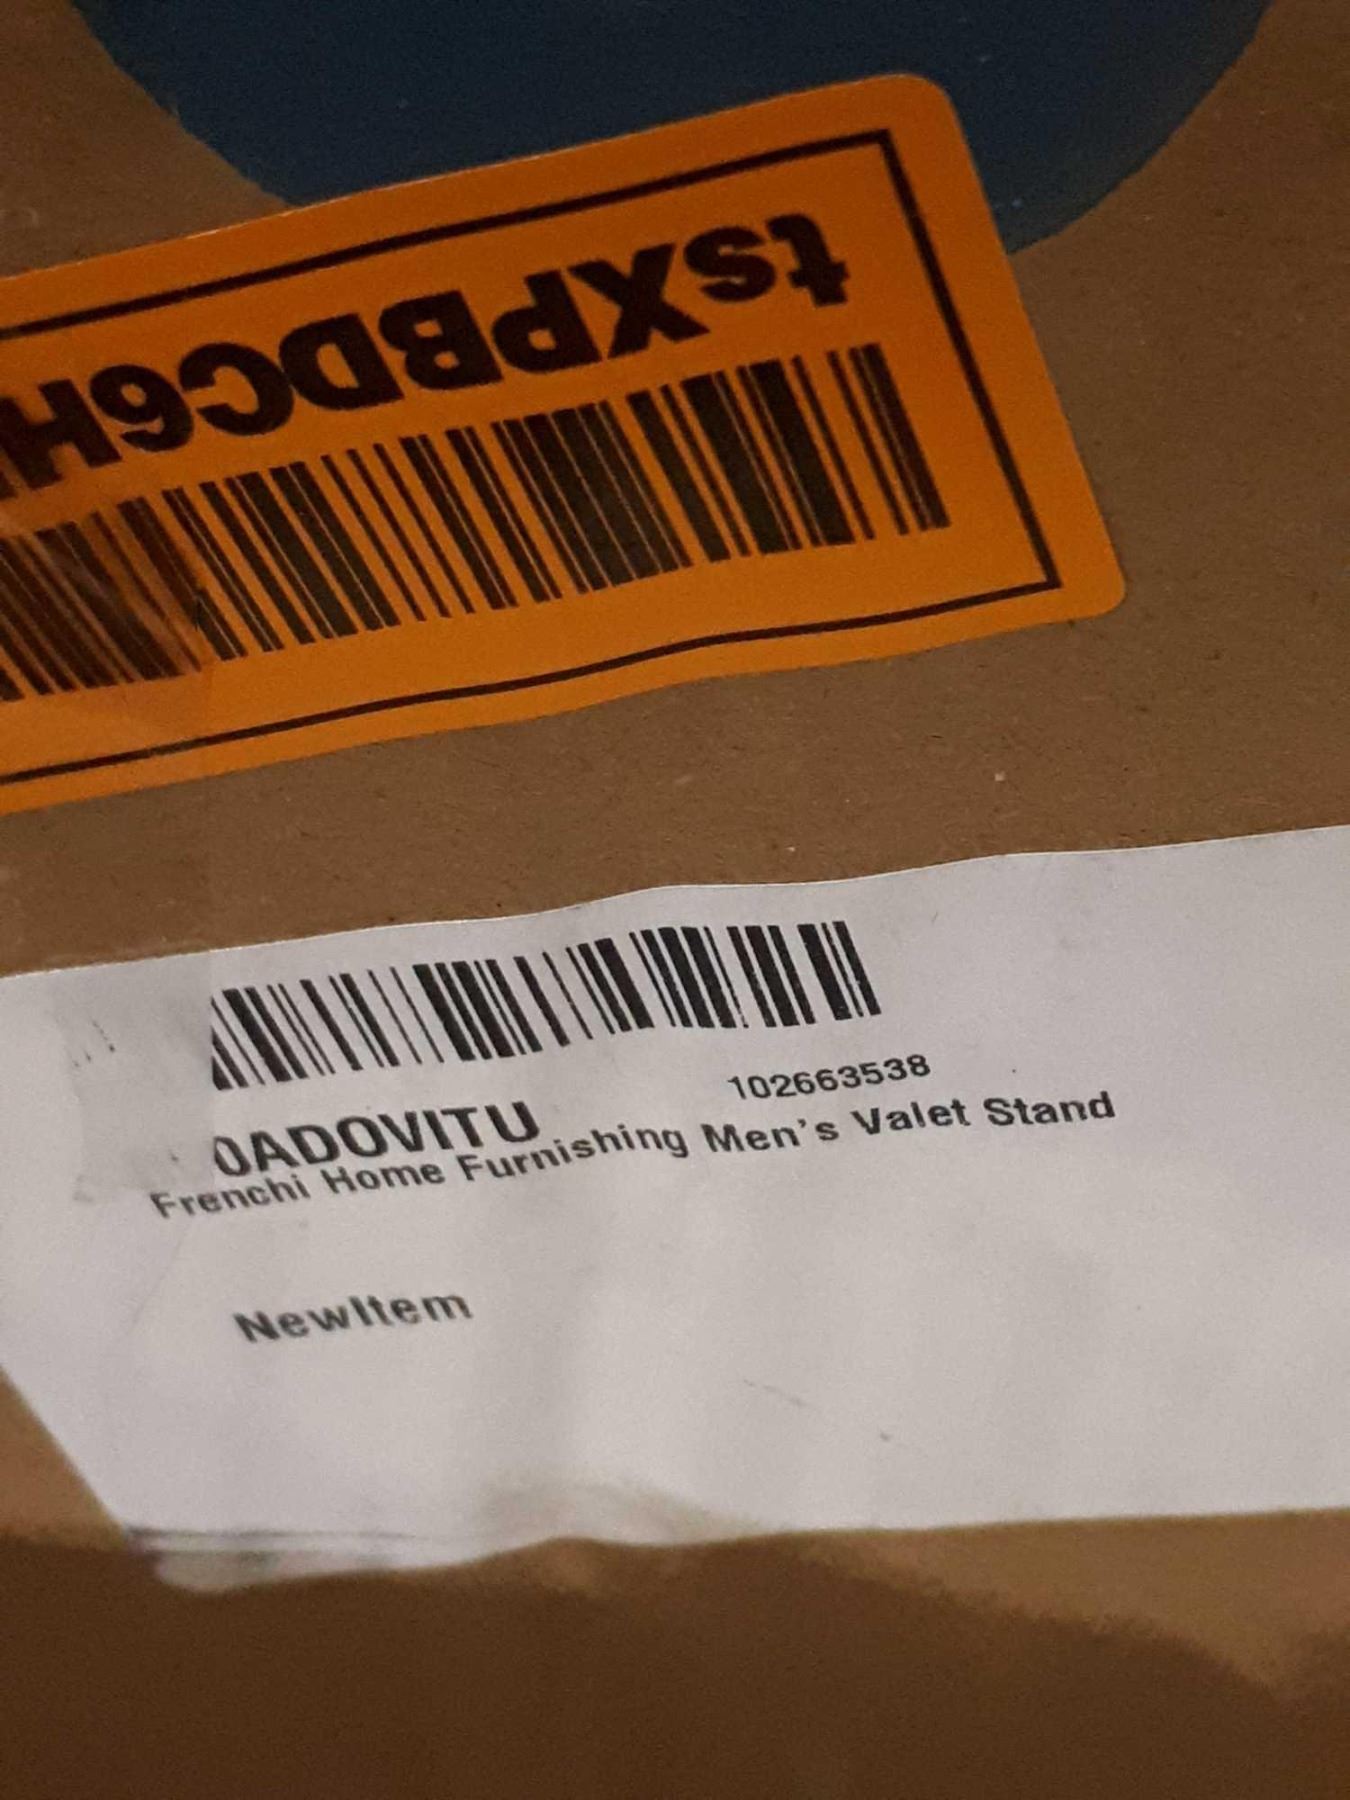 tsXPBDC6H
102663538
0ADOVITU
Frenchi Home Furnishing Men's Valet Stand
NewItem